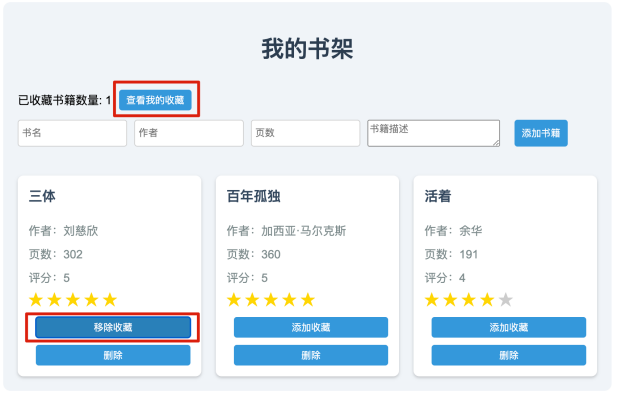 我的书架
已收藏书籍数量: 1 查看我的收藏
书名 作者 页数 书籍描述 添加书籍
三体
作者：刘慈欣
页数：302
评分：5
移除收藏
删除
百年孤独
作者：加西亚·马尔克斯
页数：360
评分：5
添加收藏
删除
活着
作者：余华
页数：191
评分：4
添加收藏
删除